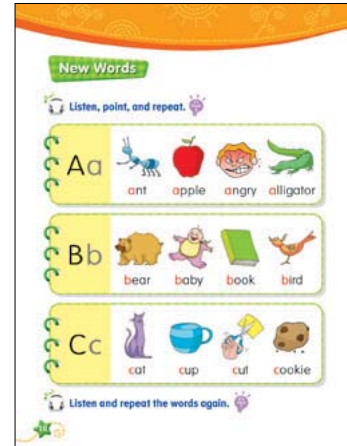 New Words
Listen, point, and repeat.
Aa
ant apple angry alligator
Bb
bear baby book bird
Cc
cat cup cut cookie
Listen and repeat the words again.